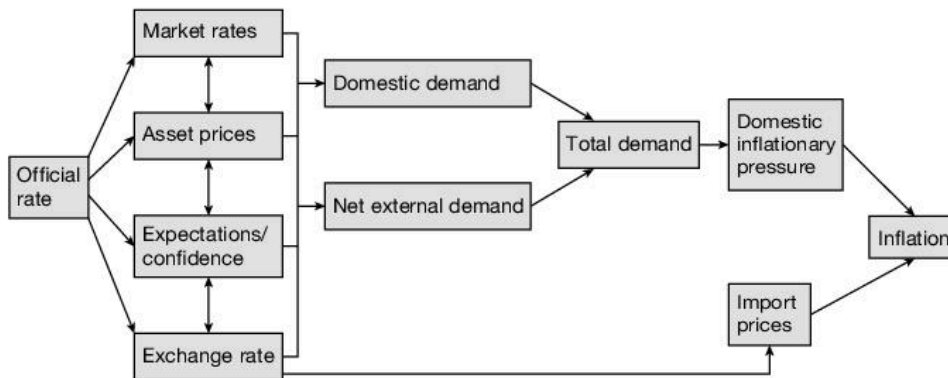 Market rates
Asset prices
Official
rate
Expectations/
confidence
Exchange rate
Domestic demand
Net external demand
Total demand
Domestic
inflationary
pressure
Import
prices
Inflation